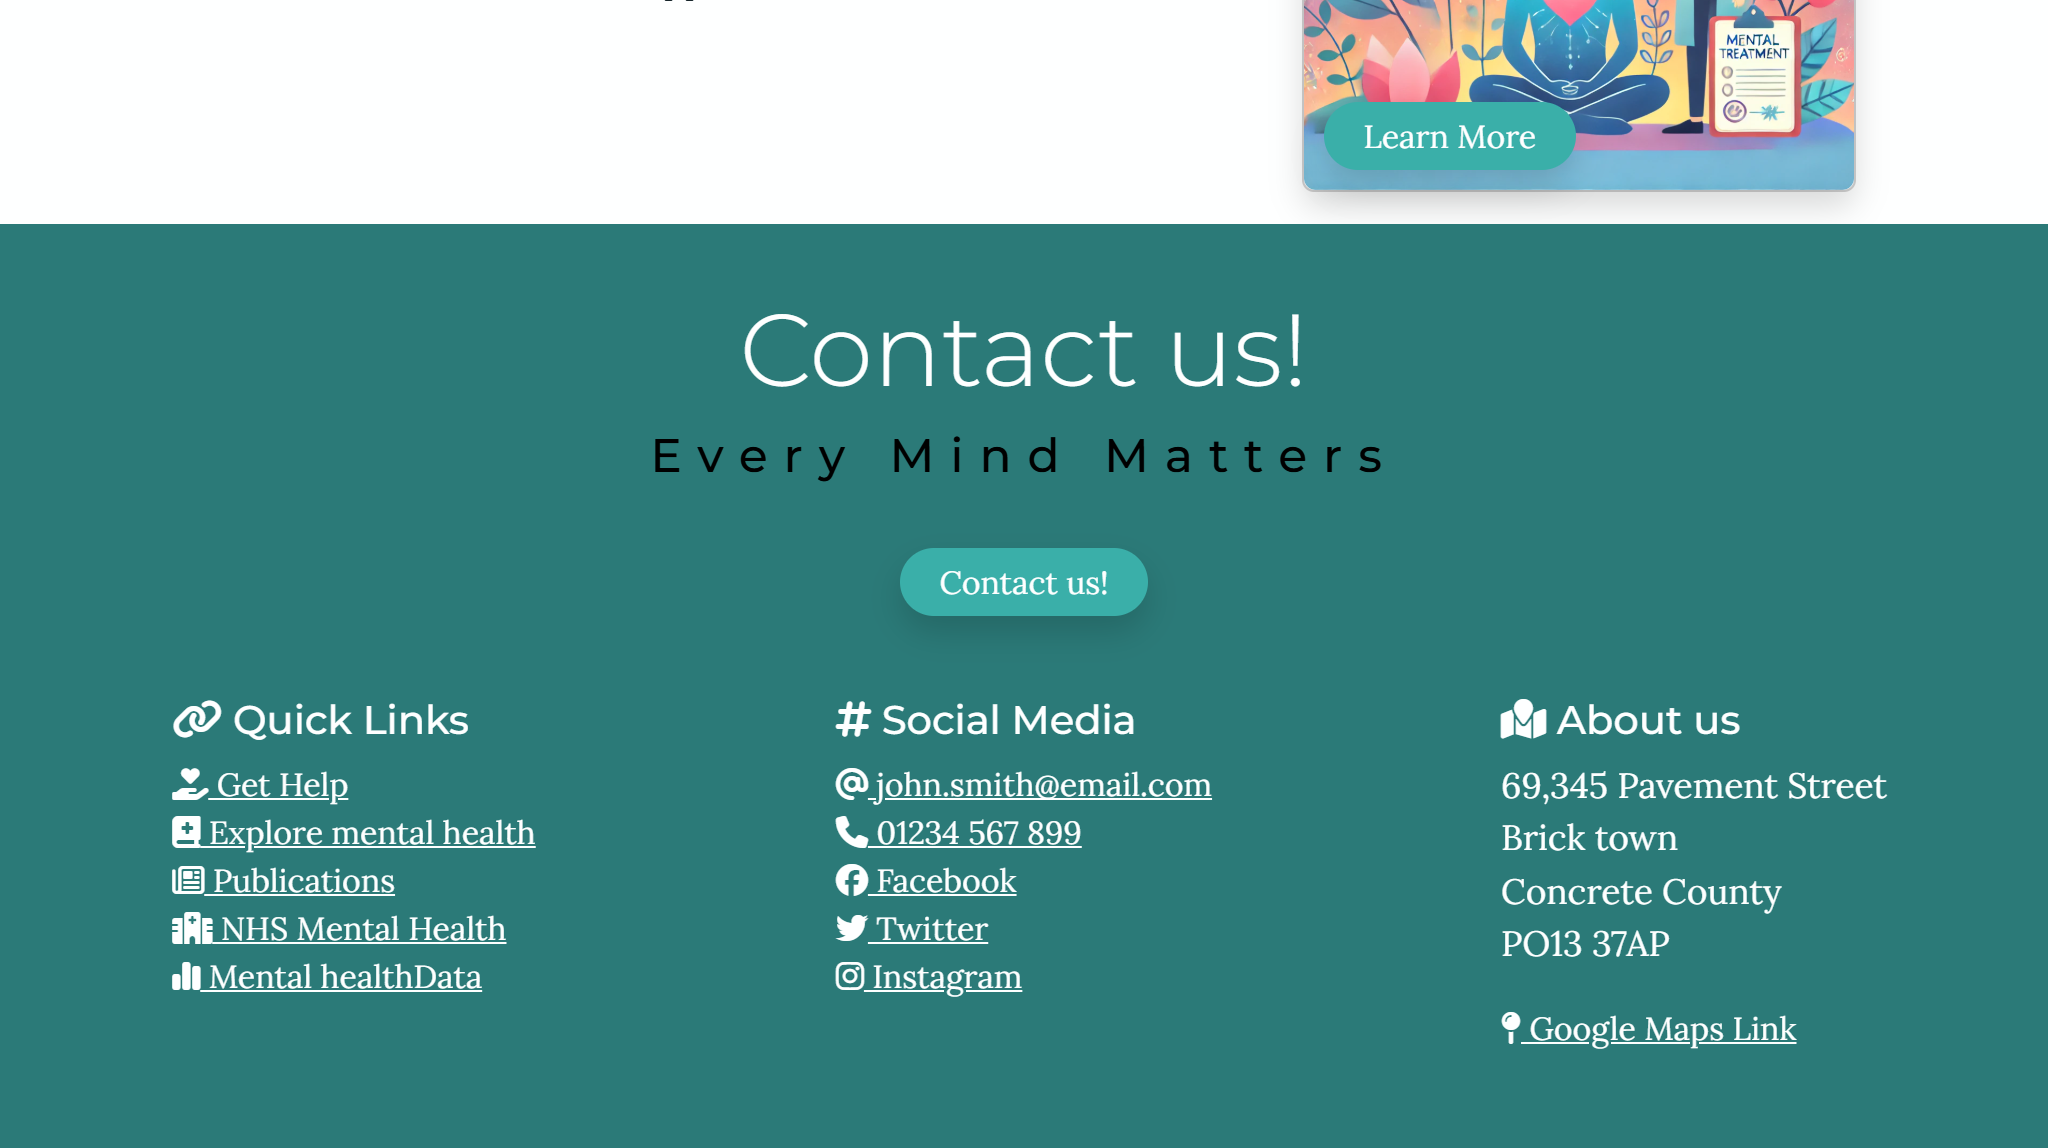 MENTAL
TREATMENT
Learn More
Contact us!
Every Mind Matters
Contact us!
Quick Links
Get Help
Explore mental health
Publications
NHS Mental Health
Mental healthData
Social Media
john.smith@email.com
01234 567 899
Facebook
Twitter
Instagram
About us
69,345 Pavement Street
Brick town
Concrete County
PO13 37AP
Google Maps Link